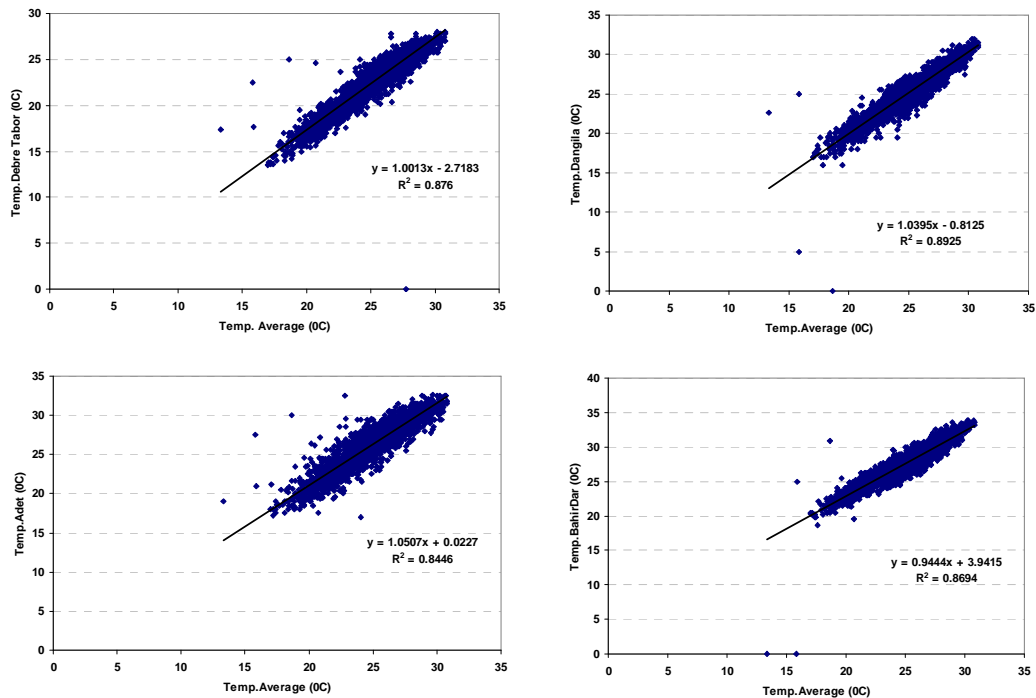 30
25
20
15
10
5
0
Temp.Debre Tabor (0C)
y = 1.0013x - 2.7183
R² = 0.876
0 5 10 15 20 25 30 35
Temp. Average (0C)
35
30
25
20
15
10
5
0
Temp.Dangila (0C)
y = 1.0395x - 0.8125
R² = 0.8925
0 5 10 15 20 25 30 35
Temp.Average (0C)
35
30
25
20
15
10
5
0
Temp.Adet (0C)
y = 1.0507x + 0.0227
R² = 0.8446
0 5 10 15 20 25 30 35
Temp.Average (0C)
40
35
30
25
20
15
10
5
0
Temp.BahirDar (0C)
y = 0.9444x + 3.9415
R² = 0.8694
0 5 10 15 20 25 30 35
Temp.Average (0C)